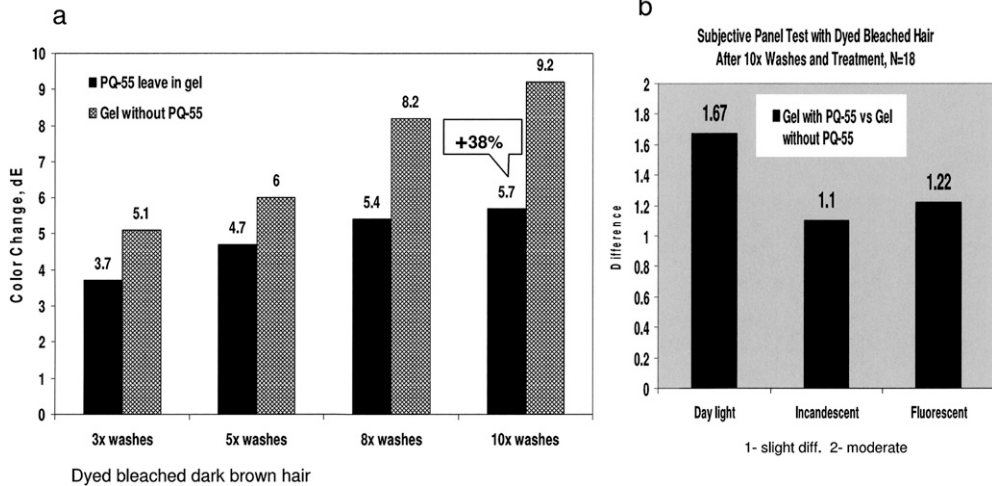 a
10
9
8
7
6
5
4
3
2
1
0
Color Change, dE
PQ-55 leave in gel
Gel without PQ-55
3.7
5.1
4.7
6
5.4
8.2
+38%
5.7
9.2
3x washes
5x washes
8x washes
10x washes
Dyed bleached dark brown hair
b
Subjective Panel Test with Dyed Bleached Hair
After 10x Washes and Treatment, N=18
2
1.8
1.6
1.4
1.2
1
0.8
0.6
0.4
0.2
0
Difference
Gel with PQ-55 vs Gel
without PQ-55
1.67
1.1
1.22
Day light
Incandescent
Fluorescent
1- slight diff. 2- moderate